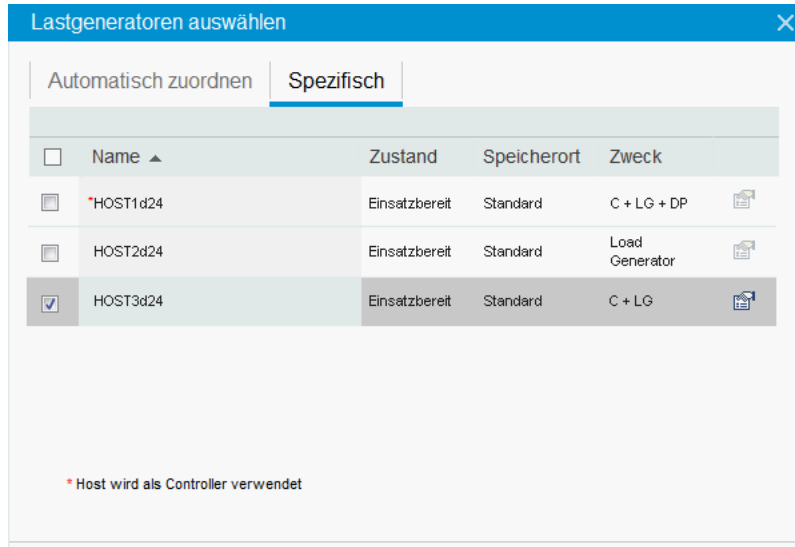 Lastgeneratoren auswählen
Automatisch zuordnen Spezifisch
Name Zustand Speicherort Zweck
*HOST1d24 Einsatzbereit Standard C + LG + DP
HOST2d24 Einsatzbereit Standard Load Generator
HOST3d24 Einsatzbereit Standard C + LG
* Host wird als Controller verwendet